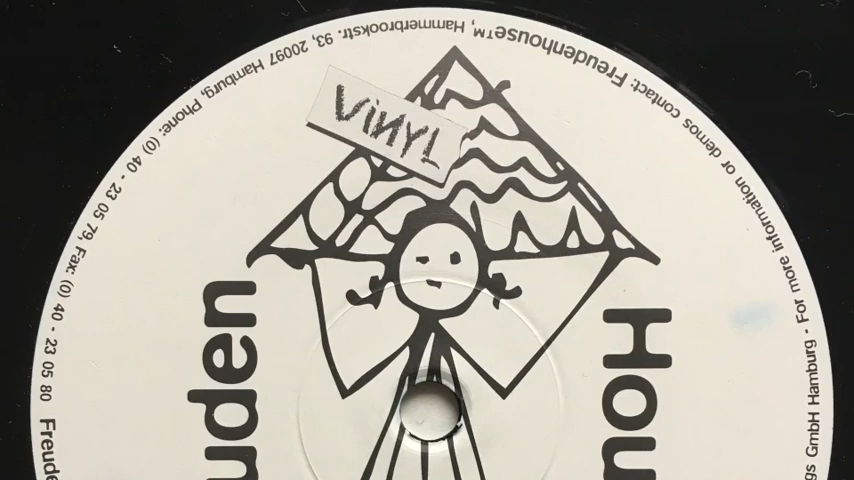 ViNYL
uden
Hou
gs GmbH Hamburg - For more information or demos contact: Freudenhouse™, Hammerbrookstr. 93, 20097 Hamburg, Phone: (0) 40 - 23 05 79, Fax: (0) 40 - 23 05 80 Freude